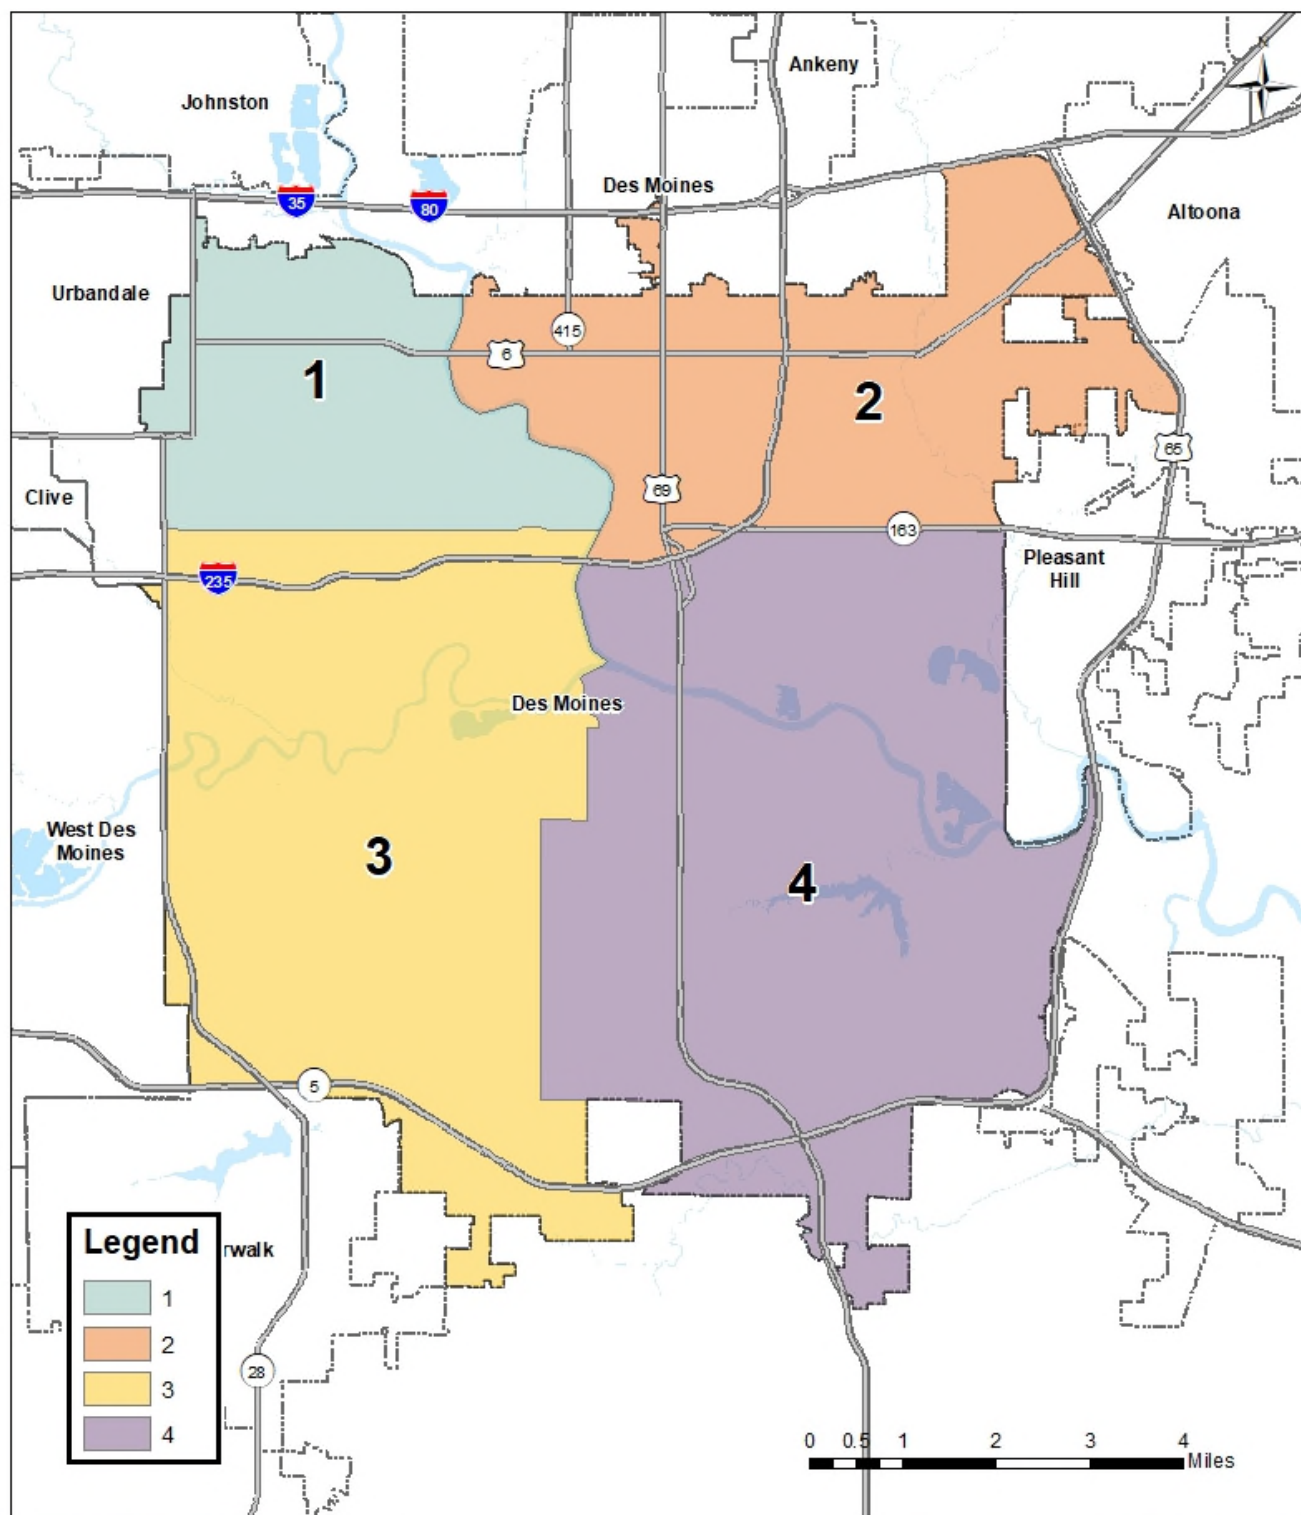 Ankeny
Johnston
Des Moines
35
80
Altoona
Urbandale
415
6
1
2
65
69
Clive
163
Pleasant
Hill
235
Des Moines
West Des
Moines
3
4
5
Legend
rwalk
1
2
3
4
28
0 0.5 1 2 3 4
Miles